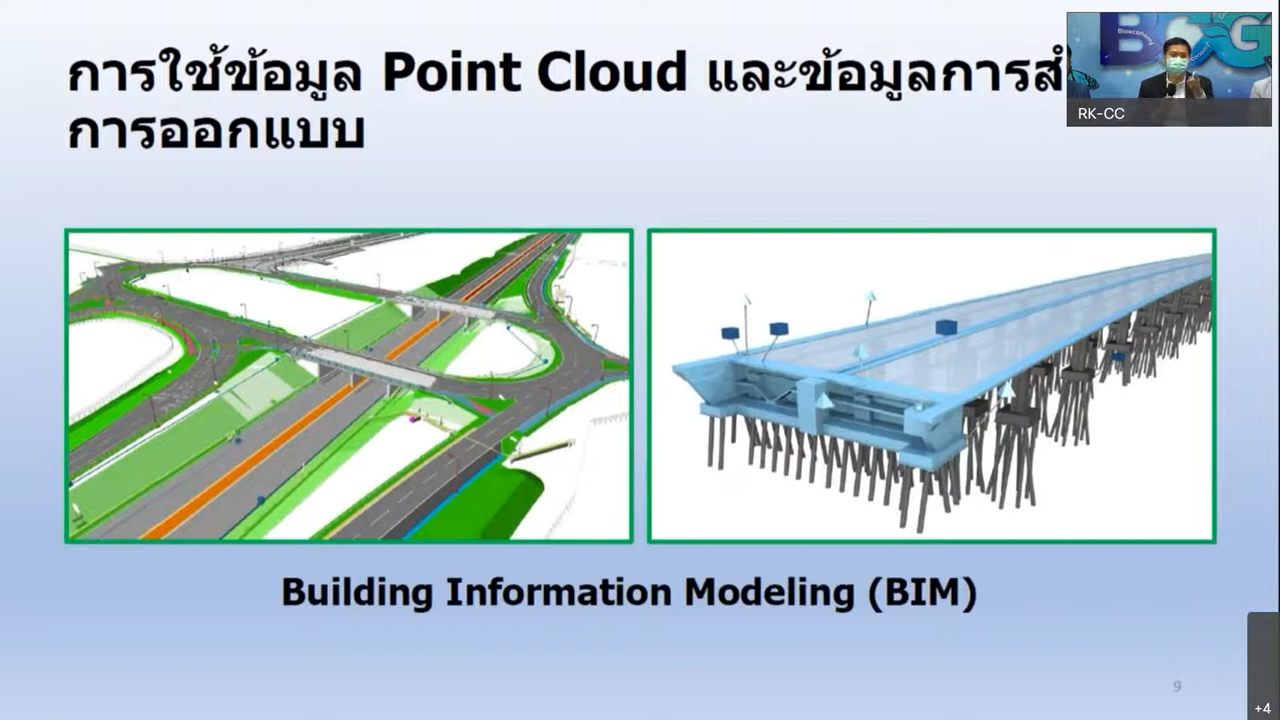 การใช้ข้อมูล Point Cloud และข้อมูลการสำ
การออกแบบ
Bioeconomy
RK-CC
Building Information Modeling (BIM)
9
+4